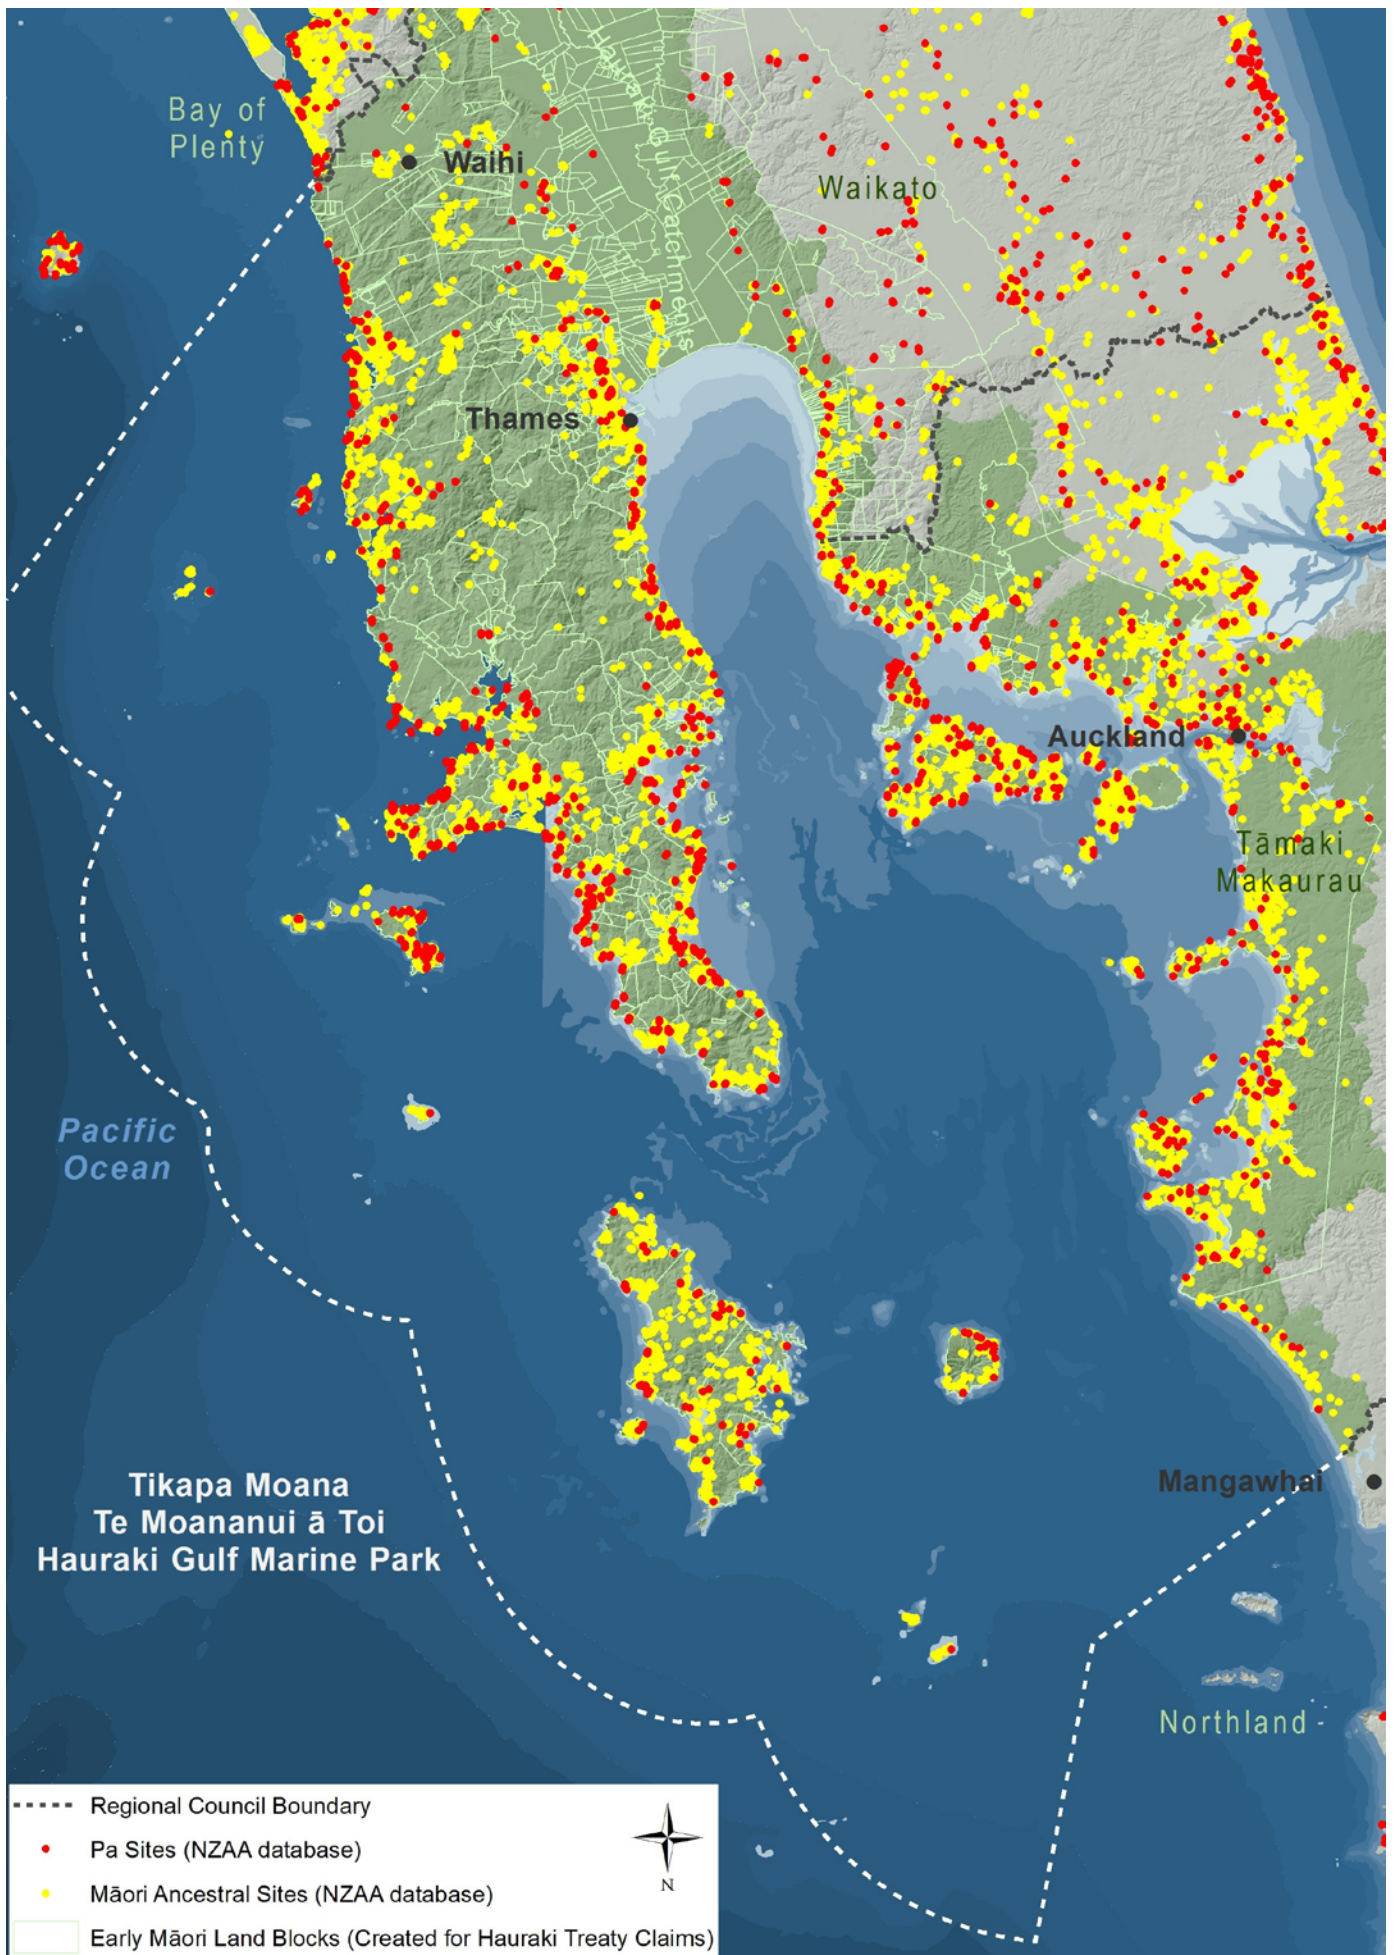 Bay of
Plenty
Waihi
Hauraki Gulf Catchments
Waikato
Thames
Auckland
Tāmaki
Makaurau
Pacific
Ocean
Mangawhai
Tikapa Moana
Te Moananui ā Toi
Hauraki Gulf Marine Park
Northland
Regional Council Boundary
Pa Sites (NZAA database)
Māori Ancestral Sites (NZAA database)
Early Māori Land Blocks (Created for Hauraki Treaty Claims)
N